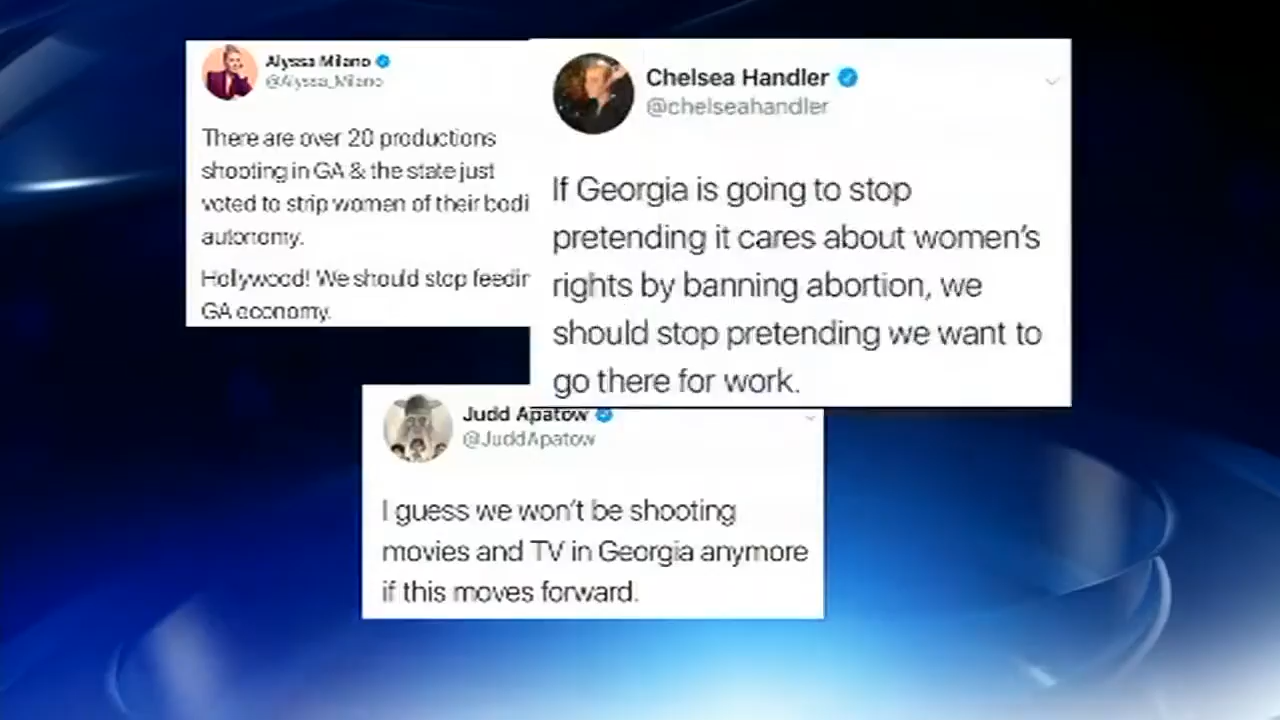 Alyssa Milano
@Alyssa_Milano
There are over 20 productions
shooting in GA & the state just
voted to strip women of their bodi
autonomy.
Hollywood! We should stop feedin
GA economy.
Chelsea Handler
@chelseahandler
If Georgia is going to stop
pretending it cares about women's
rights by banning abortion, we
should stop pretending we want to
go there for work.
Judd Apatow
@JuddApatow
I guess we won't be shooting
movies and TV in Georgia anymore
if this moves forward.